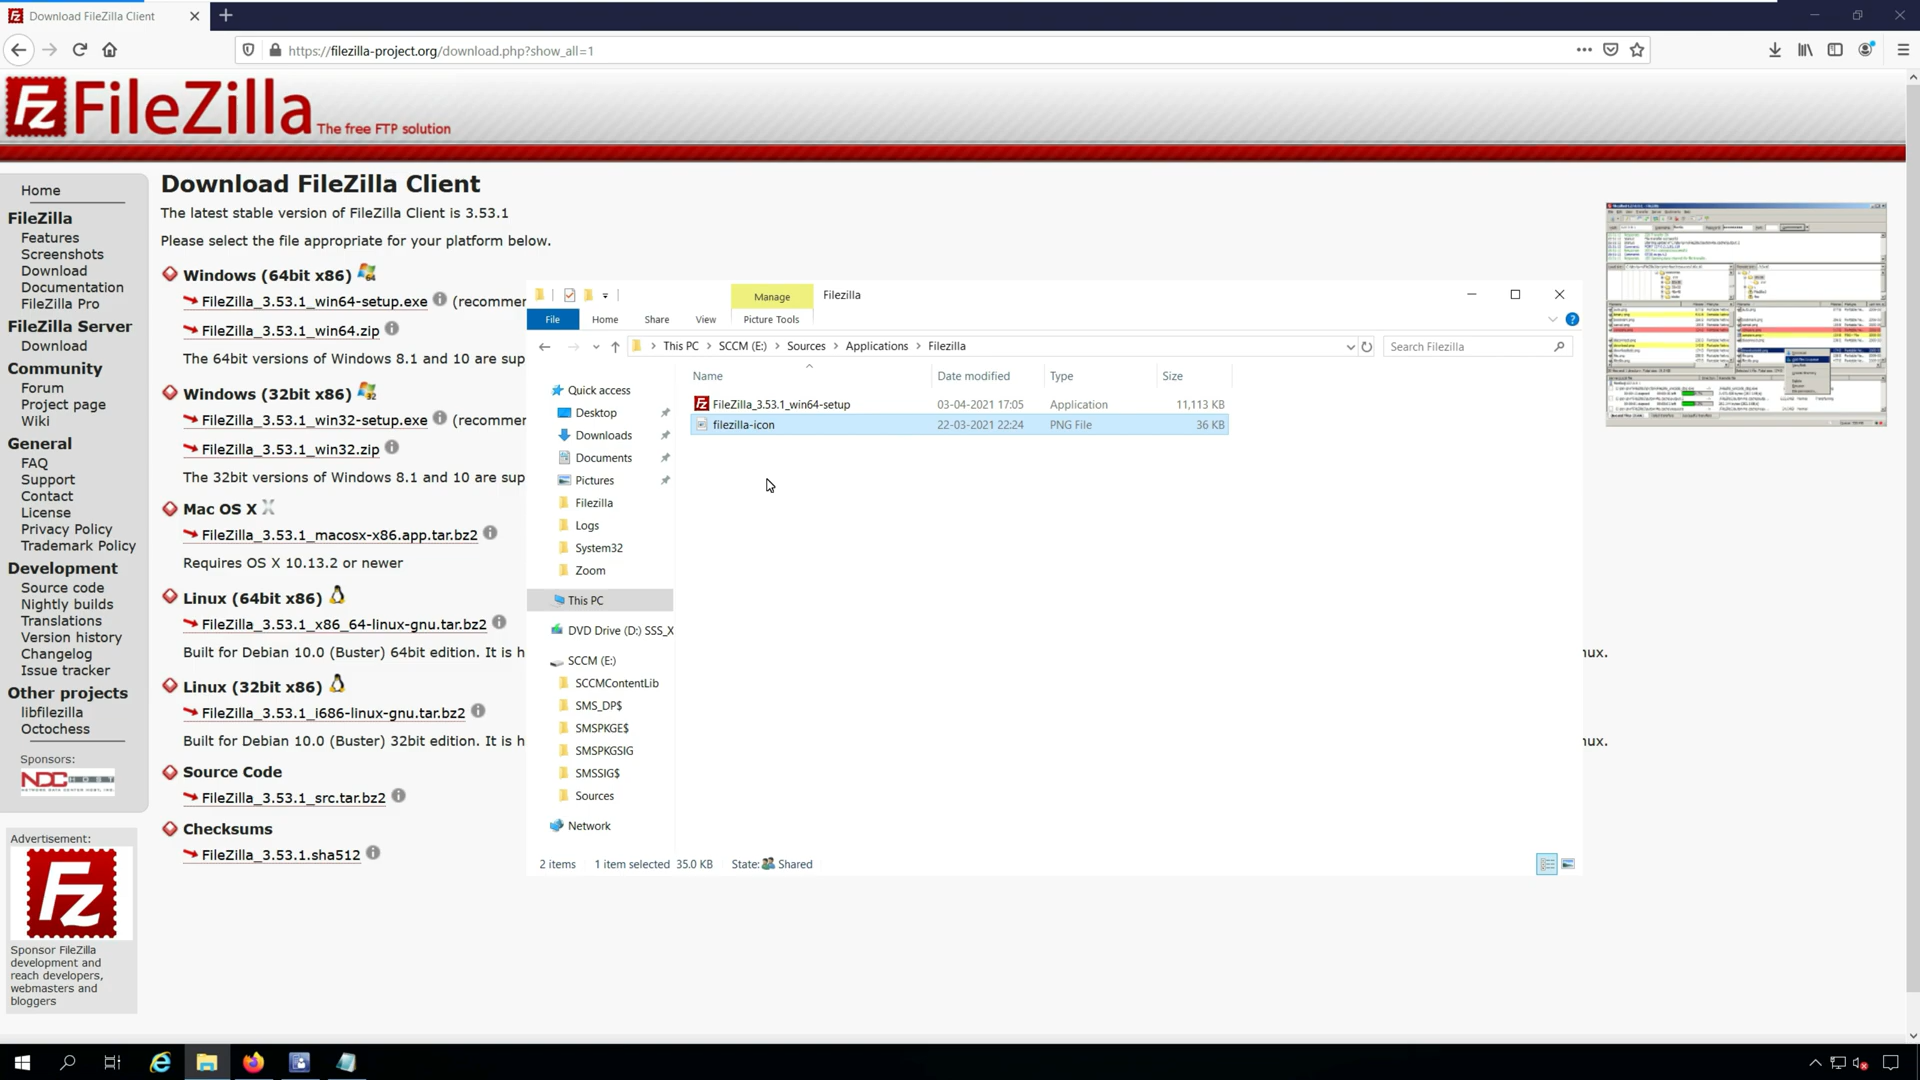 Download FileZilla Client
https://filezilla-project.org/download.php?show_all=1
FileZilla The free FTP solution
Home
FileZilla
Features
Screenshots
Download
Documentation
FileZilla Pro
FileZilla Server
Download
Community
Forum
Project page
Wiki
General
FAQ
Support
Contact
License
Privacy Policy
Trademark Policy
Development
Source code
Nightly builds
Translations
Version history
Changelog
Issue tracker
Other projects
libfilezilla
Octochess
Sponsors:
NDC HOST
Advertisement:
Fz
Sponsor FileZilla
development and
reach developers,
webmasters and
bloggers
Download FileZilla Client
The latest stable version of FileZilla Client is 3.53.1
Please select the file appropriate for your platform below.
Windows (64bit x86)
FileZilla_3.53.1_win64-setup.exe (recommer
FileZilla_3.53.1_win64.zip
The 64bit versions of Windows 8.1 and 10 are sup
Windows (32bit x86)
FileZilla_3.53.1_win32-setup.exe (recommer
FileZilla_3.53.1_win32.zip
The 32bit versions of Windows 8.1 and 10 are sup
Mac OS X
FileZilla_3.53.1_macosx-x86.app.tar.bz2
Requires OS X 10.13.2 or newer
Linux (64bit x86)
FileZilla_3.53.1_x86_64-linux-gnu.tar.bz2
Built for Debian 10.0 (Buster) 64bit edition. It is h
nux.
Linux (32bit x86)
FileZilla_3.53.1_i686-linux-gnu.tar.bz2
Built for Debian 10.0 (Buster) 32bit edition. It is h
nux.
Source Code
FileZilla_3.53.1_src.tar.bz2
Checksums
FileZilla_3.53.1.sha512
Manage Filezilla
File Home Share View Picture Tools
This PC > SCCM (E:) > Sources > Applications > Filezilla
Search Filezilla
Name Date modified Type Size
FileZilla_3.53.1_win64-setup 03-04-2021 17:05 Application 11,113 KB
filezilla-icon 22-03-2021 22:24 PNG File 36 KB
Quick access
Desktop
Downloads
Documents
Pictures
Filezilla
Logs
System32
Zoom
This PC
DVD Drive (D:) SSS_X
SCCM (E:)
SCCMContentLib
SMS_DP$
SMSPKGE$
SMSPKGSIG
SMSSIG$
Sources
Network
2 items 1 item selected 35.0 KB State: Shared